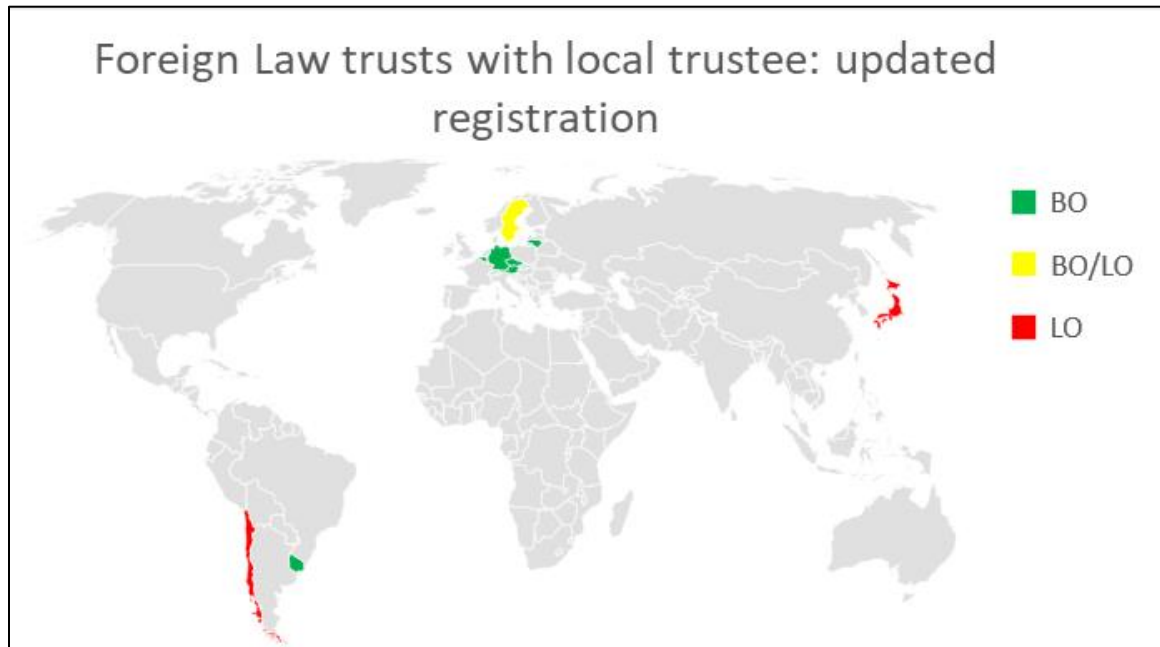 Foreign Law trusts with local trustee: updated
registration
BO
BO/LO
LO